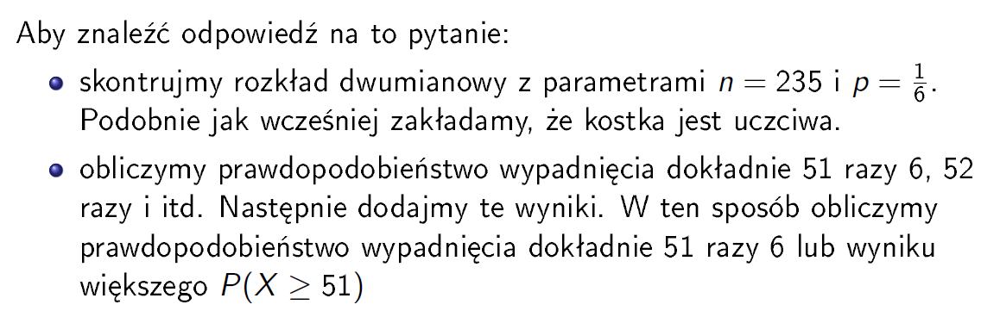 Aby znaleźć odpowiedź na to pytanie:
skontrujmy rozkład dwumianowy z parametrami n = 235 i p = 1/6.
Podobnie jak wcześniej zakładamy, że kostka jest uczciwa.
obliczymy prawdopodobieństwo wypadnięcia dokładnie 51 razy 6, 52
razy i itd. Następnie dodajmy te wyniki. W ten sposób obliczymy
prawdopodobieństwo wypadnięcia dokładnie 51 razy 6 lub wyniku
większego P(X ≥ 51)